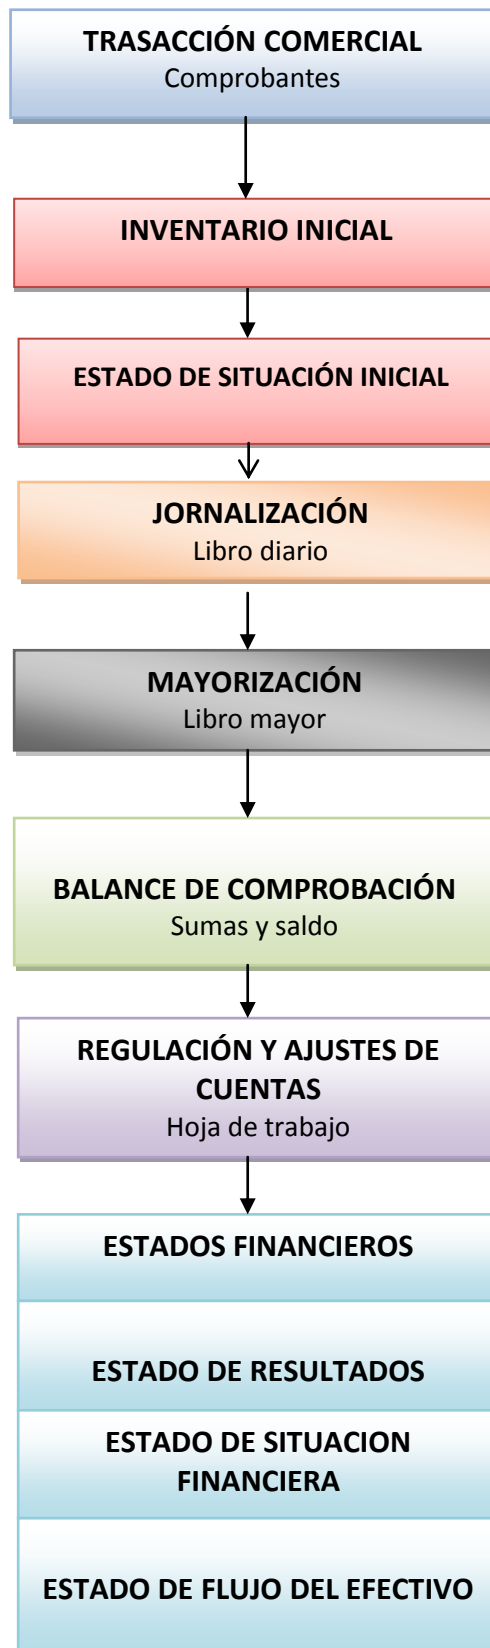 TRASACCIÓN COMERCIAL
Comprobantes
INVENTARIO INICIAL
ESTADO DE SITUACIÓN INICIAL
JORNALIZACIÓN
Libro diario
MAYORIZACIÓN
Libro mayor
BALANCE DE COMPROBACIÓN
Sumas y saldo
REGULACIÓN Y AJUSTES DE
CUENTAS
Hoja de trabajo
ESTADOS FINANCIEROS
ESTADO DE RESULTADOS
ESTADO DE SITUACION
FINANCIERA
ESTADO DE FLUJO DEL EFECTIVO